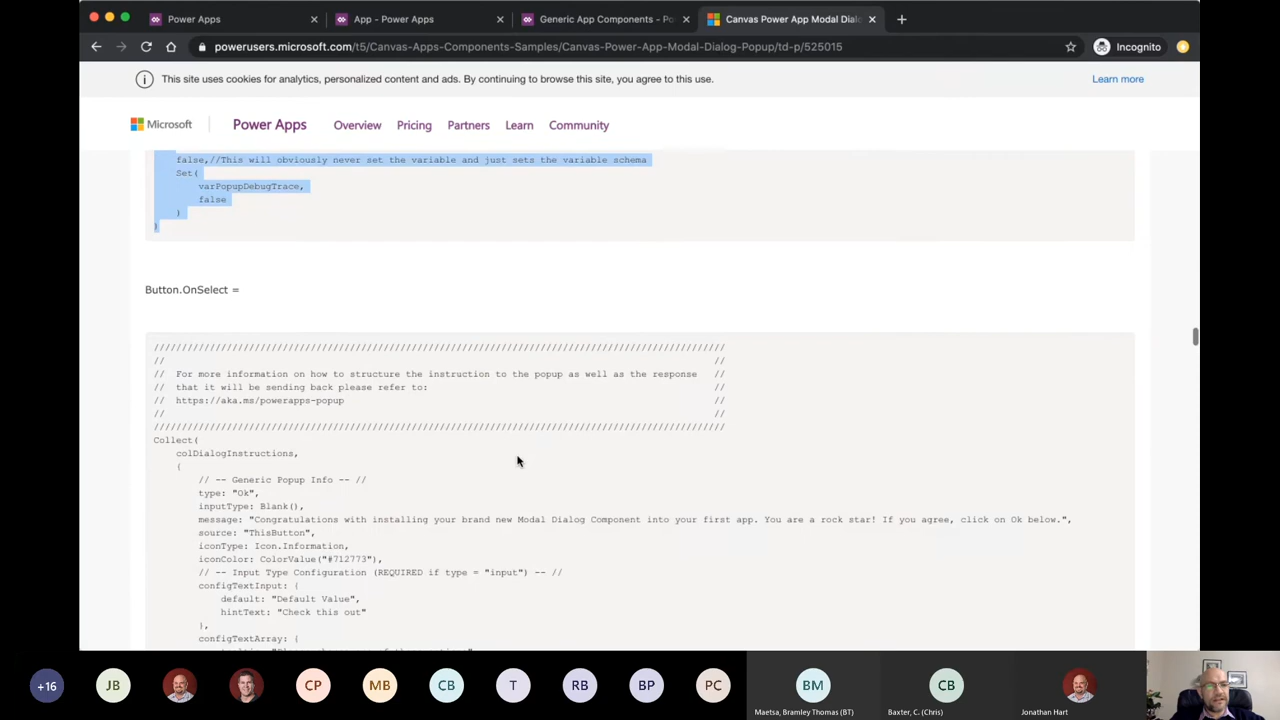 Power Apps
App - Power Apps
Generic App Components - Po
Canvas Power App Modal Dialo
powerusers.microsoft.com/t5/Canvas-Apps-Components-Samples/Canvas-Power-App-Modal-Dialog-Popup/td-p/525015
Incognito
This site uses cookies for analytics, personalized content and ads. By continuing to browse this site, you agree to this use.
Learn more
Microsoft
Power Apps
Overview
Pricing
Partners
Learn
Community
false,//This will obviously never set the variable and just sets the variable schema
Set(
varPopupDebugTrace,
false
)
)
Button.OnSelect =
//////////////////////////////////////////////////////////////////////////////////////////////////////
// //
// For more information on how to structure the instruction to the popup as well as the response //
// that it will be sending back please refer to: //
// https://aka.ms/powerapps-popup //
// //
//////////////////////////////////////////////////////////////////////////////////////////////////////
Collect(
colDialogInstructions,
{
// -- Generic Popup Info -- //
type: "Ok",
inputType: Blank(),
message: "Congratulations with installing your brand new Modal Dialog Component into your first app. You are a rock star! If you agree, click on Ok below.",
source: "ThisButton",
iconType: Icon.Information,
iconColor: ColorValue("#712773"),
// -- Input Type Configuration (REQUIRED if type = "input") -- //
configTextInput: {
default: "Default Value",
hintText: "Check this out"
},
configTextArray: {
+16
JB
CP
MB
CB
T
RB
BP
PC
BM
Maetsa, Bramley Thomas (BT)
CB
Baxter, C. (Chris)
Jonathan Hart